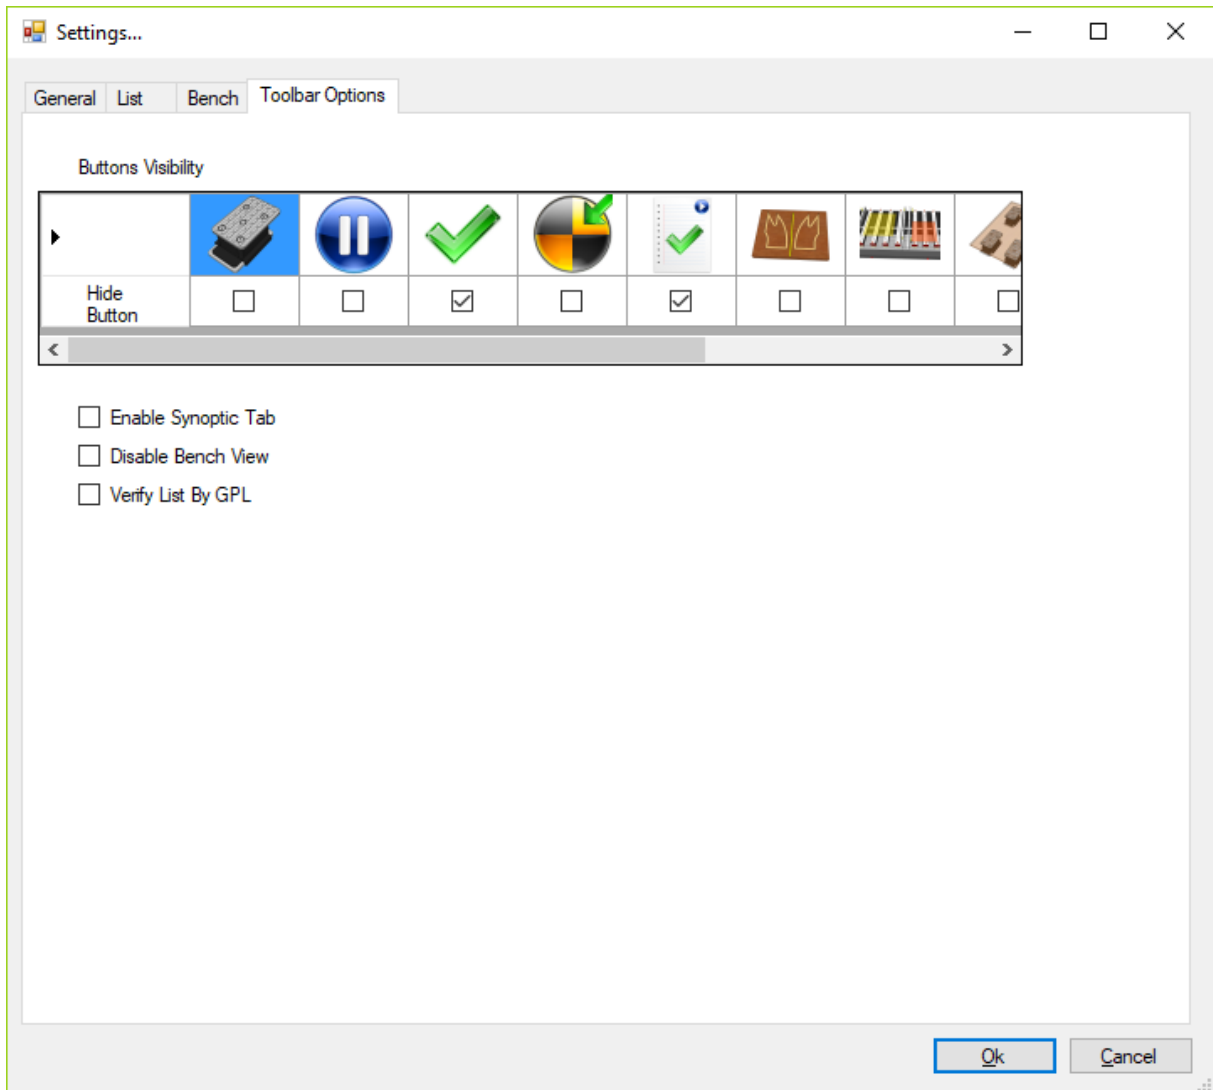 Settings...
General List Bench Toolbar Options
Buttons Visibility
Hide
Button
Enable Synoptic Tab
Disable Bench View
Verify List By GPL
Ok Cancel